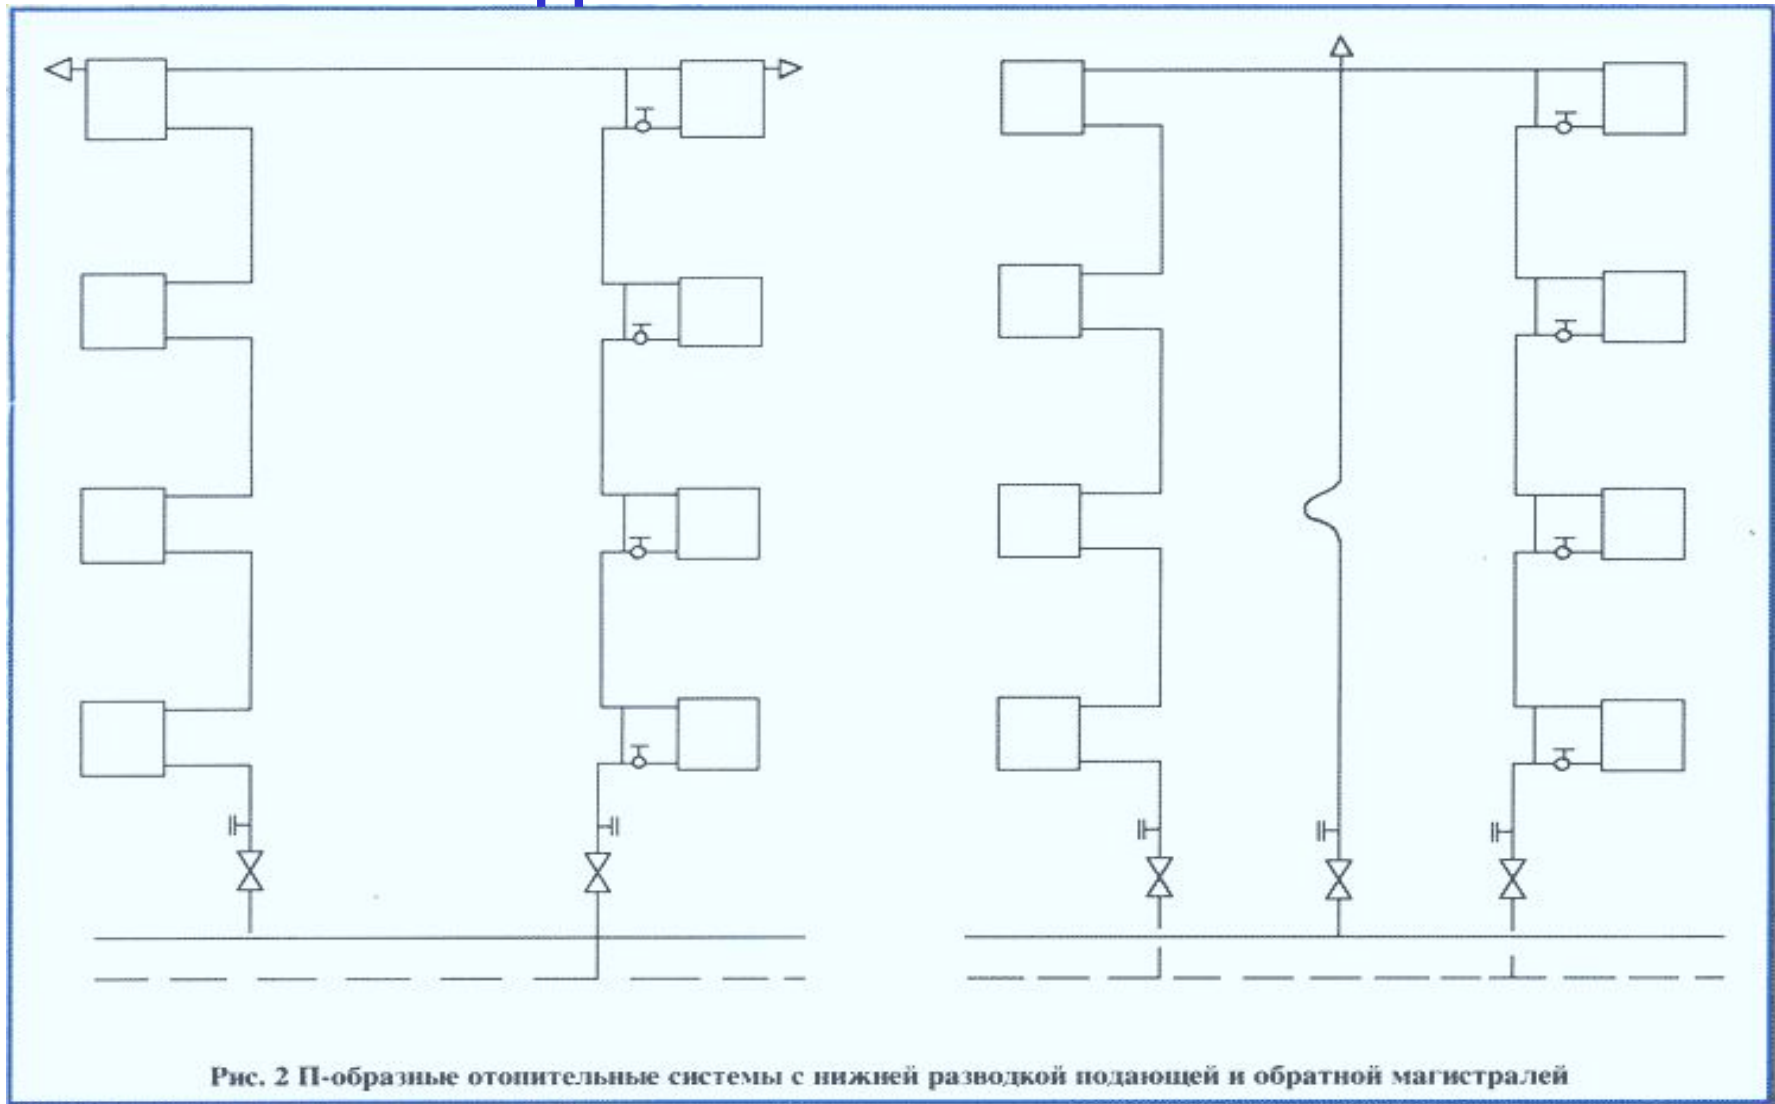 Рис. 2 П-образные отопительные системы с нижней разводкой подающей и обратной магистралей